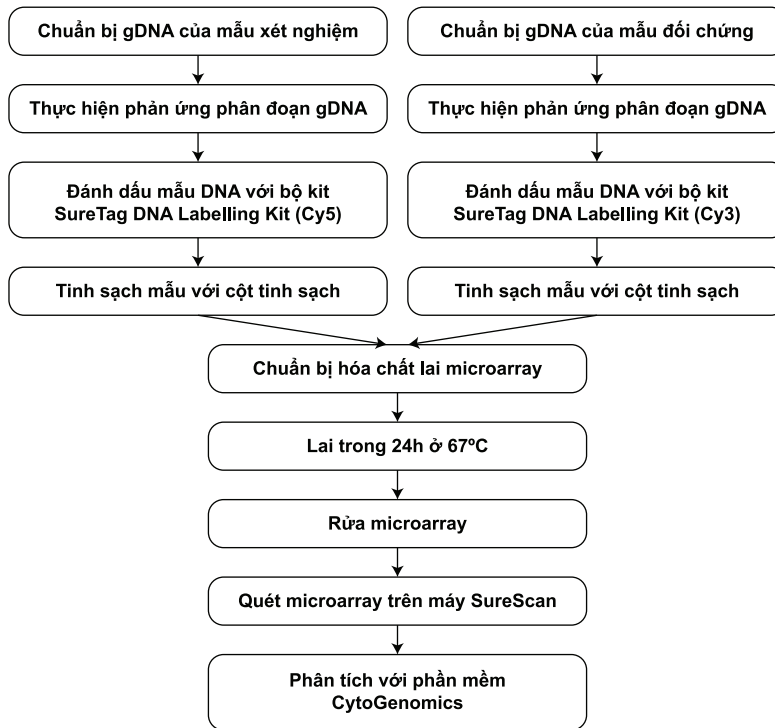 Chuẩn bị gDNA của mẫu xét nghiệm
Chuẩn bị gDNA của mẫu đối chứng
Thực hiện phản ứng phân đoạn gDNA
Thực hiện phản ứng phân đoạn gDNA
Đánh dấu mẫu DNA với bộ kit
SureTag DNA Labelling Kit (Cy5)
Đánh dấu mẫu DNA với bộ kit
SureTag DNA Labelling Kit (Cy3)
Tinh sạch mẫu với cột tinh sạch
Tinh sạch mẫu với cột tinh sạch
Chuẩn bị hóa chất lai microarray
Lai trong 24h ở 67ºC
Rửa microarray
Quét microarray trên máy SureScan
Phân tích với phần mềm
CytoGenomics